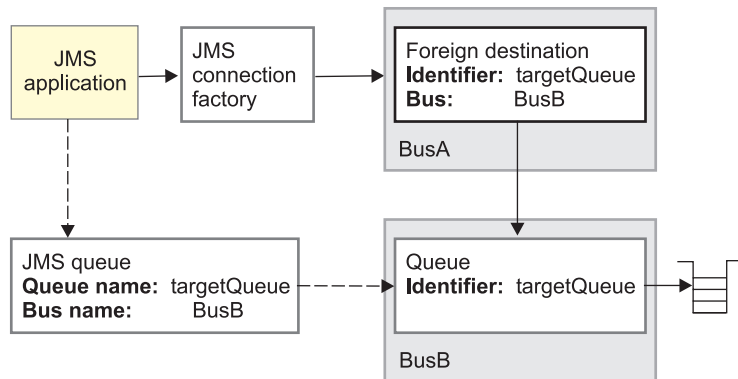 JMS
application
JMS
connection
factory
Foreign destination
Identifier: targetQueue
Bus: BusB
BusA
JMS queue
Queue name: targetQueue
Bus name: BusB
Queue
Identifier: targetQueue
BusB